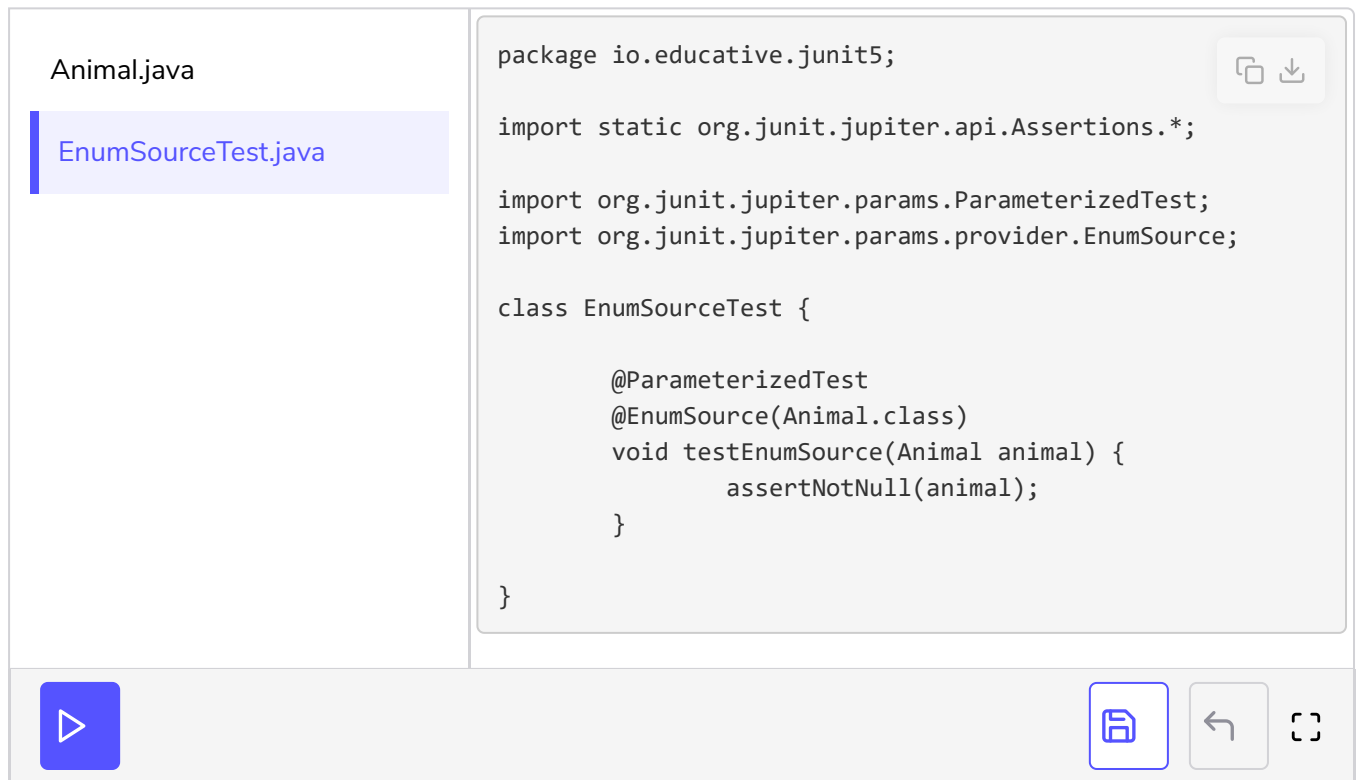 Animal.java
EnumSourceTest.java
package io.educative.junit5;
import static org.junit.jupiter.api.Assertions.*;
import org.junit.jupiter.params.ParameterizedTest;
import org.junit.jupiter.params.provider.EnumSource;
class EnumSourceTest {
@ParameterizedTest
@EnumSource(Animal.class)
void testEnumSource(Animal animal) {
assertNotNull(animal);
}
}